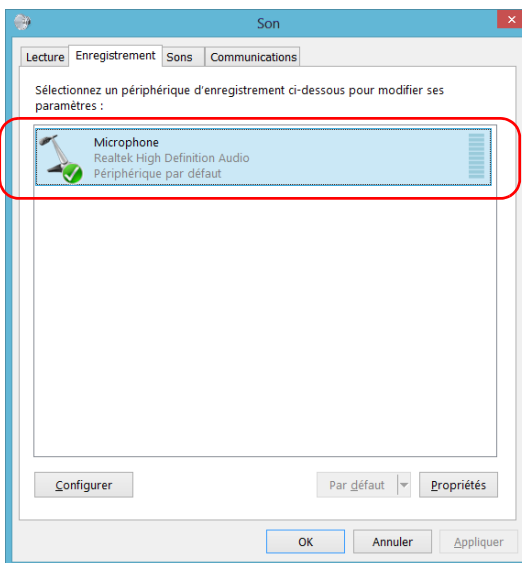 Son
Lecture Enregistrement Sons Communications
Sélectionnez un périphérique d'enregistrement ci-dessous pour modifier ses
paramètres :
Microphone
Realtek High Definition Audio
Périphérique par défaut
Configurer Par défaut Propriétés
OK Annuler Appliquer